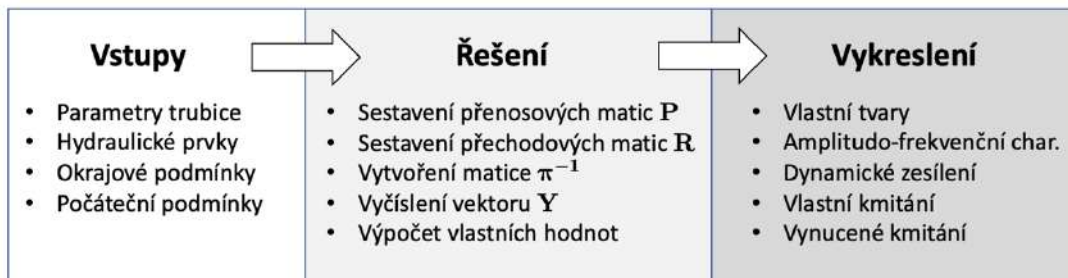 Vstupy
• Parametry trubice
• Hydraulické prvky
• Okrajové podmínky
• Počáteční podmínky
Řešení
• Sestavení přenosových matic P
• Sestavení přechodových matic R
• Vytvoření matice π⁻¹
• Vyčíslení vektoru Y
• Výpočet vlastních hodnot
Vykreslení
• Vlastní tvary
• Amplitudo-frekvenční char.
• Dynamické zesílení
• Vlastní kmitání
• Vynucené kmitání